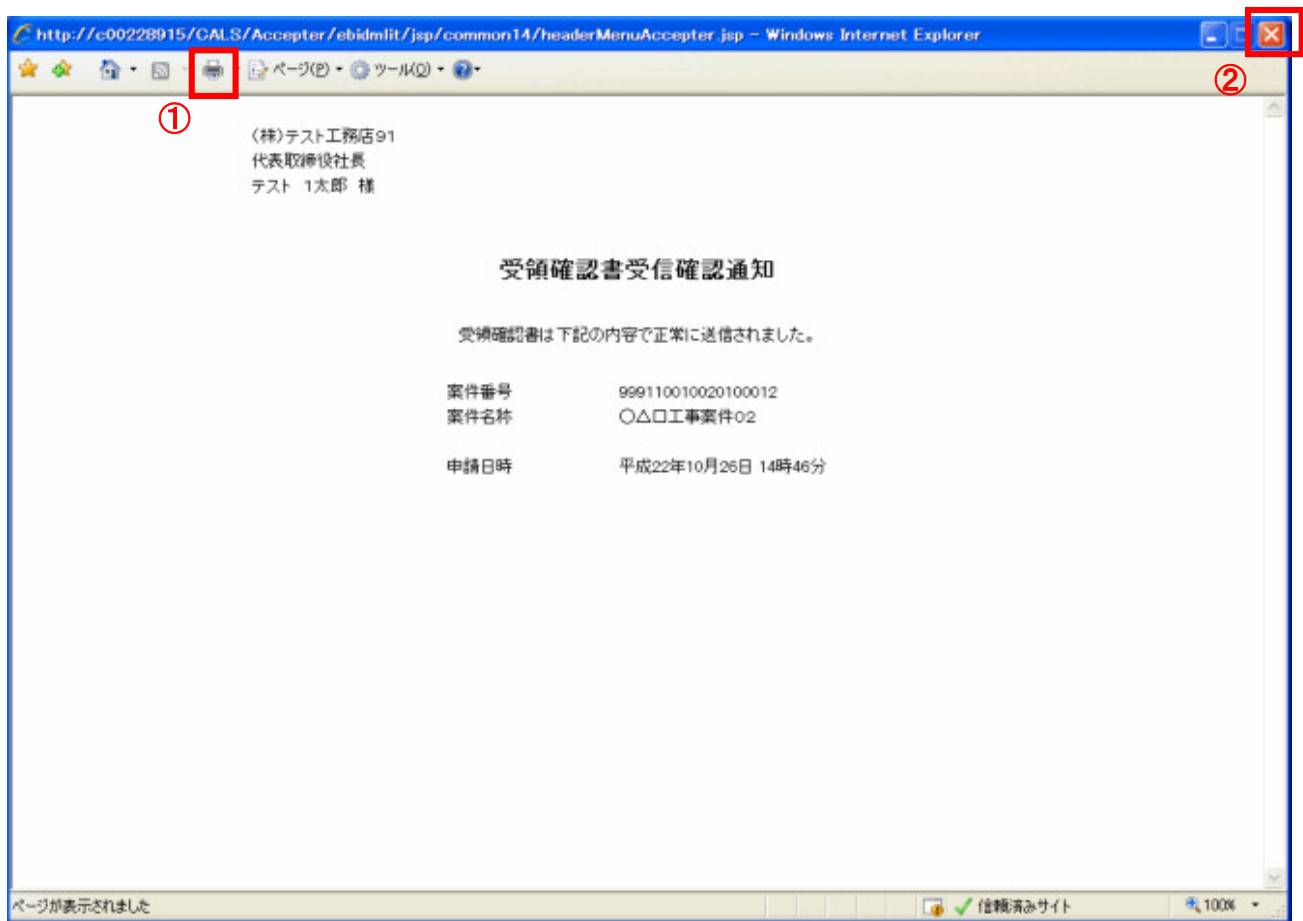 http://c00228915/CALS/Accepter/ebidmlit/jsp/common14/headerMenuAccepter.jsp - Windows Internet Explorer
②
ページ(P) ツール(O)
①
(株)テスト工務店91
代表取締役社長
テスト 1太郎 様
受領確認書受信確認通知
受領確認書は下記の内容で正常に送信されました。
案件番号 999110010020100012
案件名称 ○△□工事案件02
申請日時 平成22年10月26日 14時46分
ページが表示されました 信頼済みサイト 100%